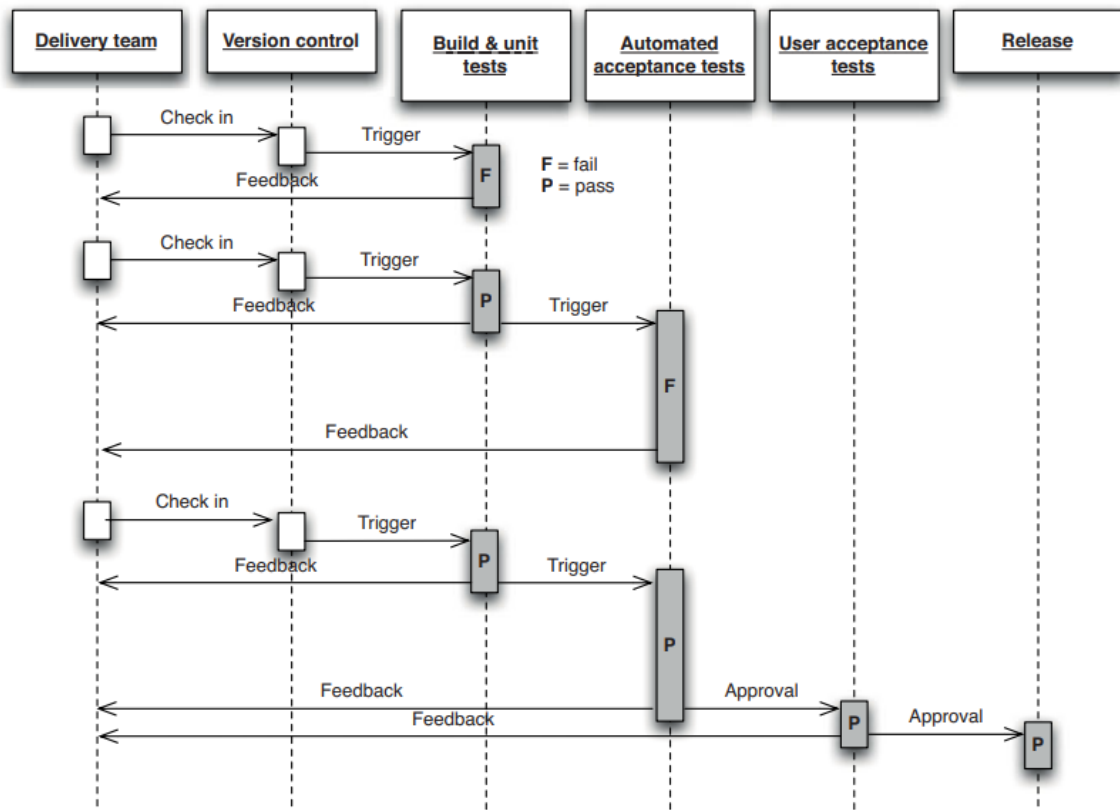 Delivery team
Version control
Build & unit
tests
Automated
acceptance tests
User acceptance
tests
Release
Check in
Trigger
F
F = fail
P = pass
Feedback
Check in
Trigger
P
Feedback
Trigger
F
Feedback
Check in
Trigger
P
Feedback
Trigger
P
Feedback
Approval
Feedback
P
Approval
P